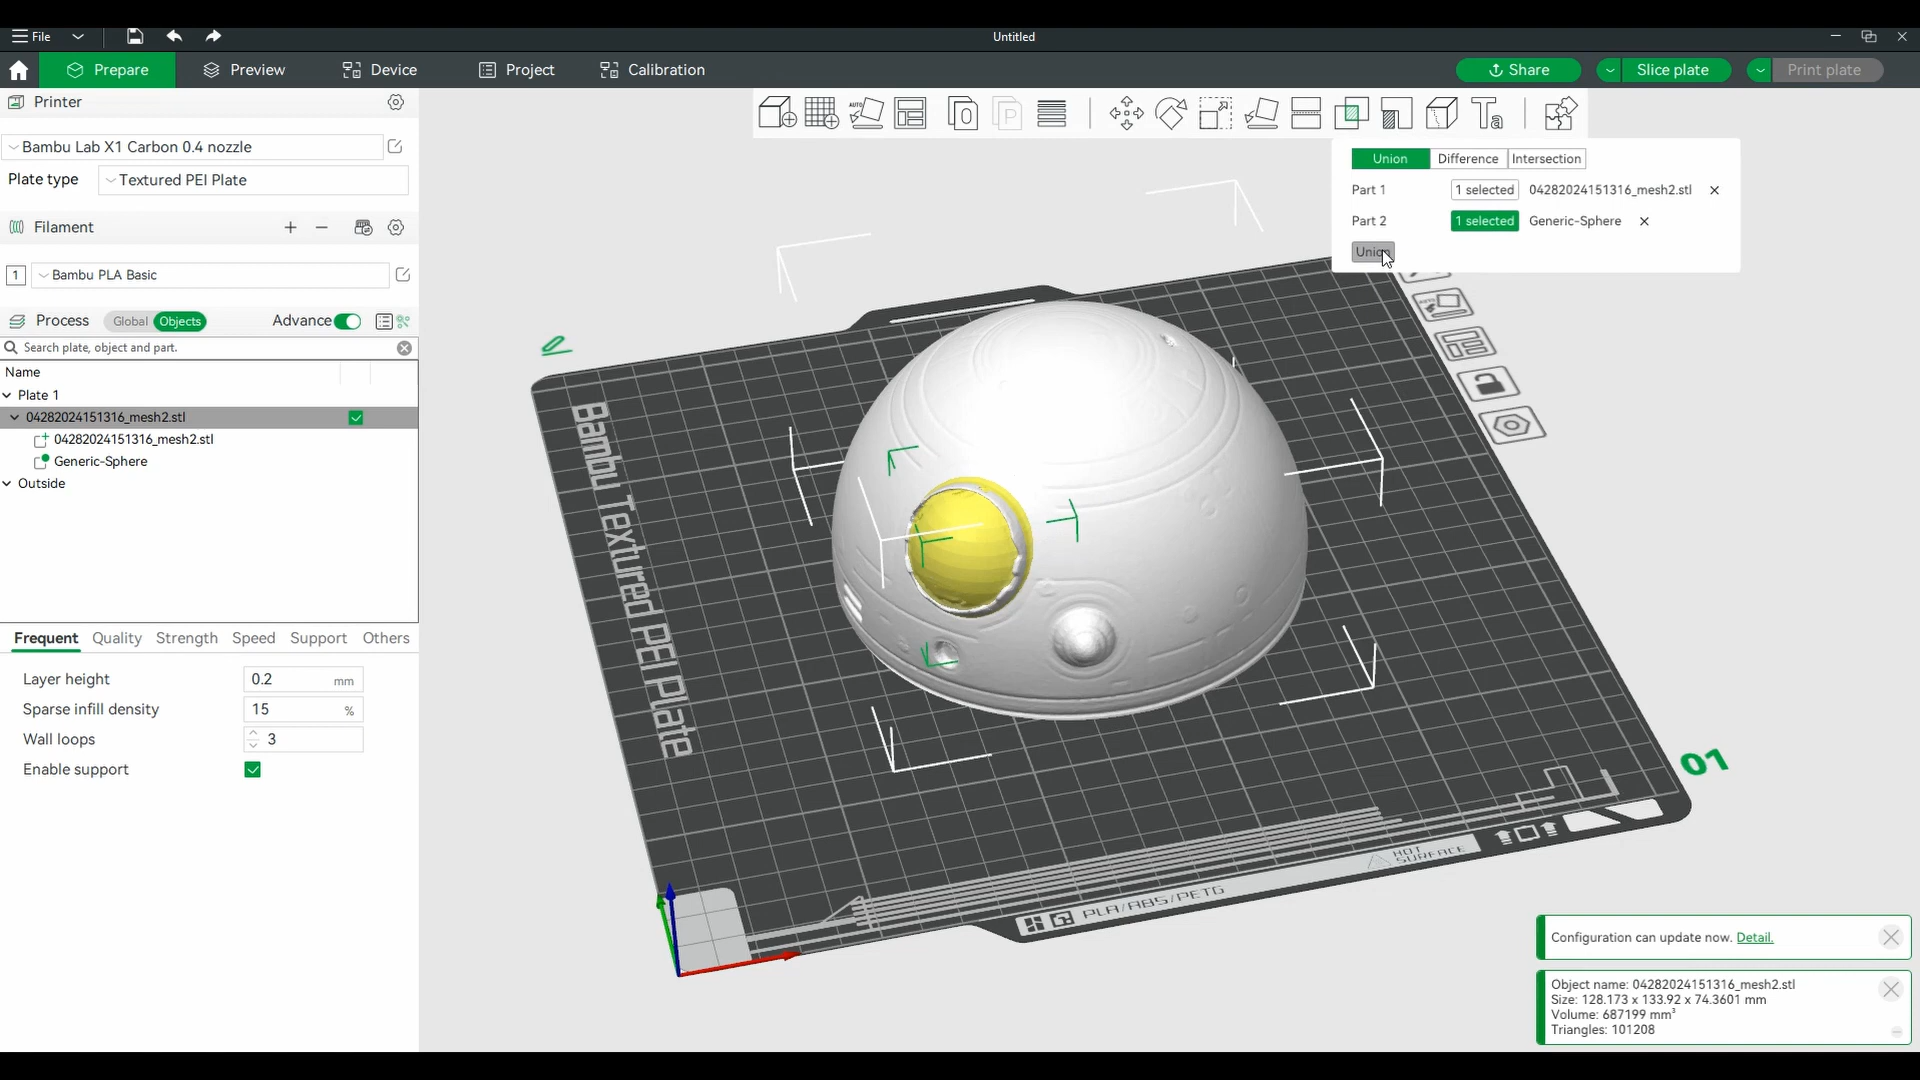 File
Untitled
Prepare
Preview
Device
Project
Calibration
Share
Slice plate
Print plate
Printer
Bambu Lab X1 Carbon 0.4 nozzle
Plate type
Textured PEI Plate
Filament
1 Bambu PLA Basic
Process Global Objects Advance
Search plate, object and part.
Name
Plate 1
04282024151316_mesh2.stl
04282024151316_mesh2.stl
Generic-Sphere
Outside
Frequent Quality Strength Speed Support Others
Layer height 0.2 mm
Sparse infill density 15 %
Wall loops 3
Enable support
AUTO
Union Difference Intersection
Part 1 1 selected 04282024151316_mesh2.stl
Part 2 1 selected Generic-Sphere
Union
Bambu Textured PEI Plate
01
HOT
SURFACE
PLA/ABS/PETG
Configuration can update now. Detail.
Object name: 04282024151316_mesh2.stl
Size: 128.173 x 133.92 x 74.3601 mm
Volume: 687199 mm³
Triangles: 101208